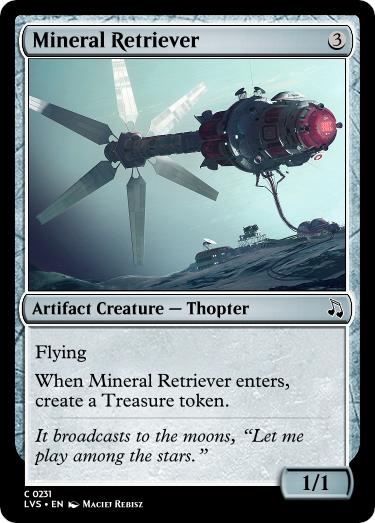 Mineral Retriever 3
Artifact Creature — Thopter
Flying
When Mineral Retriever enters,
create a Treasure token.
It broadcasts to the moons, “Let me
play among the stars.”
1/1
C 0231
LVS • EN Maciej Rebisz